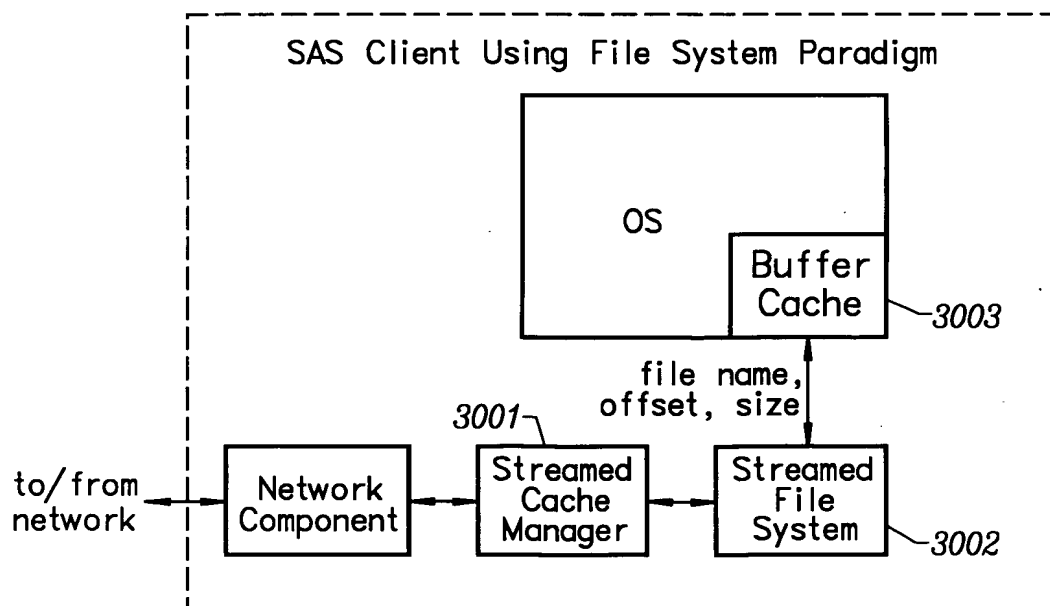 SAS Client Using File System Paradigm
OS
Buffer
Cache
3003
file name,
offset, size
3001
to/from
network
Network
Component
Streamed
Cache
Manager
Streamed
File
System
3002